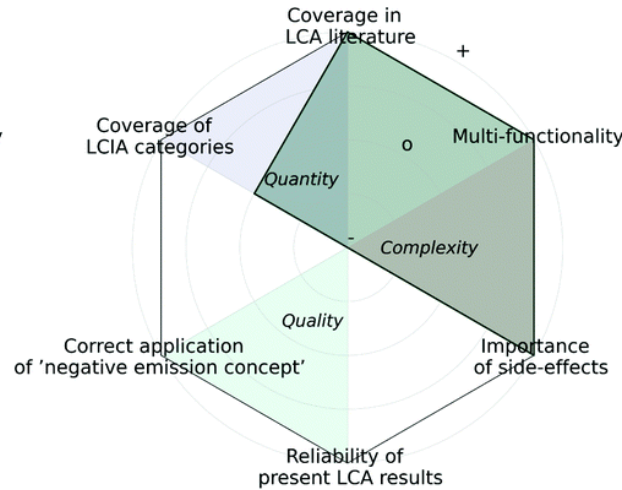 Coverage in
LCA literature
+
Coverage of
LCIA categories
o
Multi-functionality
Quantity
-
Complexity
Quality
Correct application
of ’negative emission concept’
Importance
of side-effects
Reliability of
present LCA results